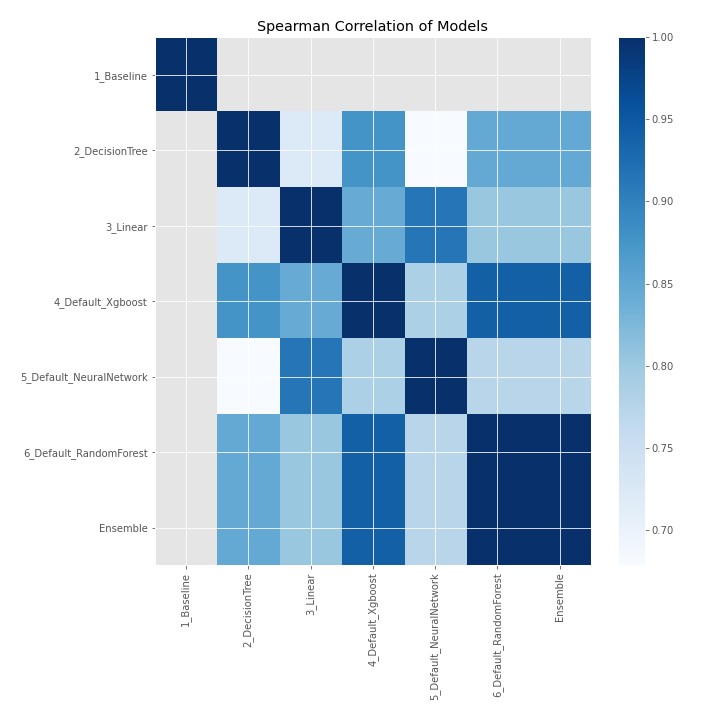 Spearman Correlation of Models
1_Baseline
2_DecisionTree
3_Linear
4_Default_Xgboost
5_Default_NeuralNetwork
6_Default_RandomForest
Ensemble
1_Baseline
2_DecisionTree
3_Linear
4_Default_Xgboost
5_Default_NeuralNetwork
6_Default_RandomForest
Ensemble
1.00
0.95
0.90
0.85
0.80
0.75
0.70